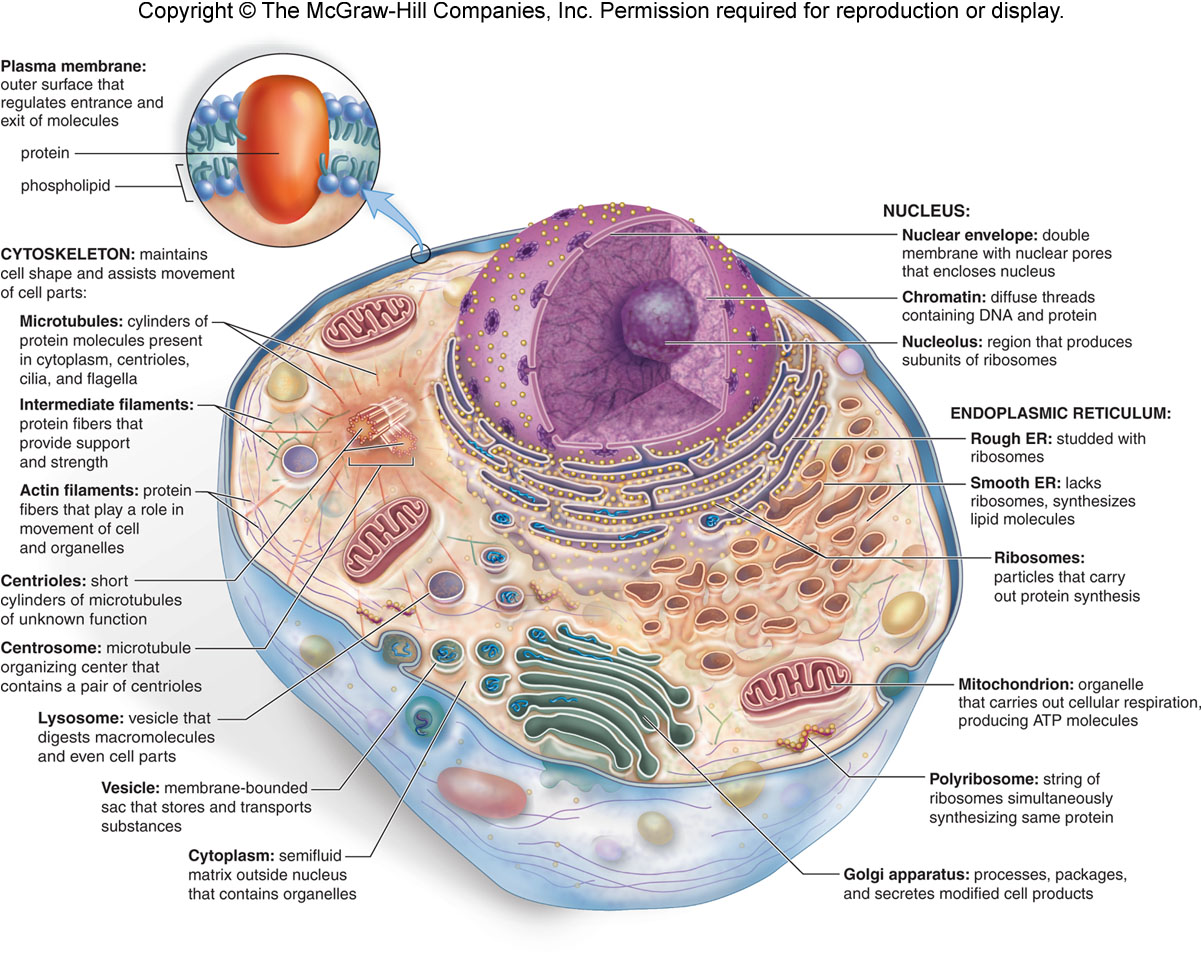 Copyright © The McGraw-Hill Companies, Inc. Permission required for reproduction or display.
Plasma membrane:
outer surface that
regulates entrance and
exit of molecules
protein
phospholipid
CYTOSKELETON: maintains
cell shape and assists movement
of cell parts:
Microtubules: cylinders of
protein molecules present
in cytoplasm, centrioles,
cilia, and flagella
Intermediate filaments:
protein fibers that
provide support
and strength
Actin filaments: protein
fibers that play a role in
movement of cell
and organelles
Centrioles: short
cylinders of microtubules
of unknown function
Centrosome: microtubule
organizing center that
contains a pair of centrioles
Lysosome: vesicle that
digests macromolecules
and even cell parts
Vesicle: membrane-bounded
sac that stores and transports
substances
Cytoplasm: semifluid
matrix outside nucleus
that contains organelles
NUCLEUS:
Nuclear envelope: double
membrane with nuclear pores
that encloses nucleus
Chromatin: diffuse threads
containing DNA and protein
Nucleolus: region that produces
subunits of ribosomes
ENDOPLASMIC RETICULUM:
Rough ER: studded with
ribosomes
Smooth ER: lacks
ribosomes, synthesizes
lipid molecules
Ribosomes:
particles that carry
out protein synthesis
Mitochondrion: organelle
that carries out cellular respiration,
producing ATP molecules
Polyribosome: string of
ribosomes simultaneously
synthesizing same protein
Golgi apparatus: processes, packages,
and secretes modified cell products